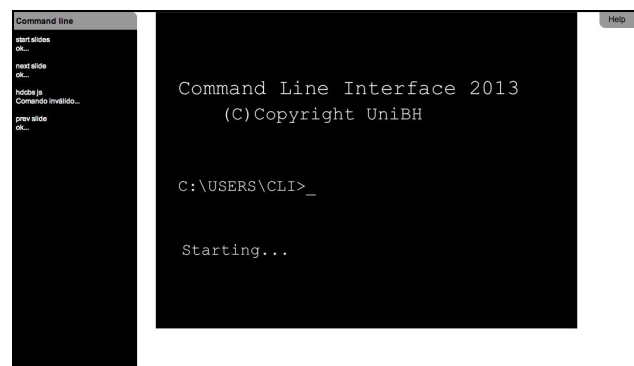 Command line
start slides
ok...
next slide
ok...
hdcbs js
Comando inválido...
prev slide
ok...
Command Line Interface 2013
(C)Copyright UniBH
C:\USERS\CLI>_
Starting...
Help